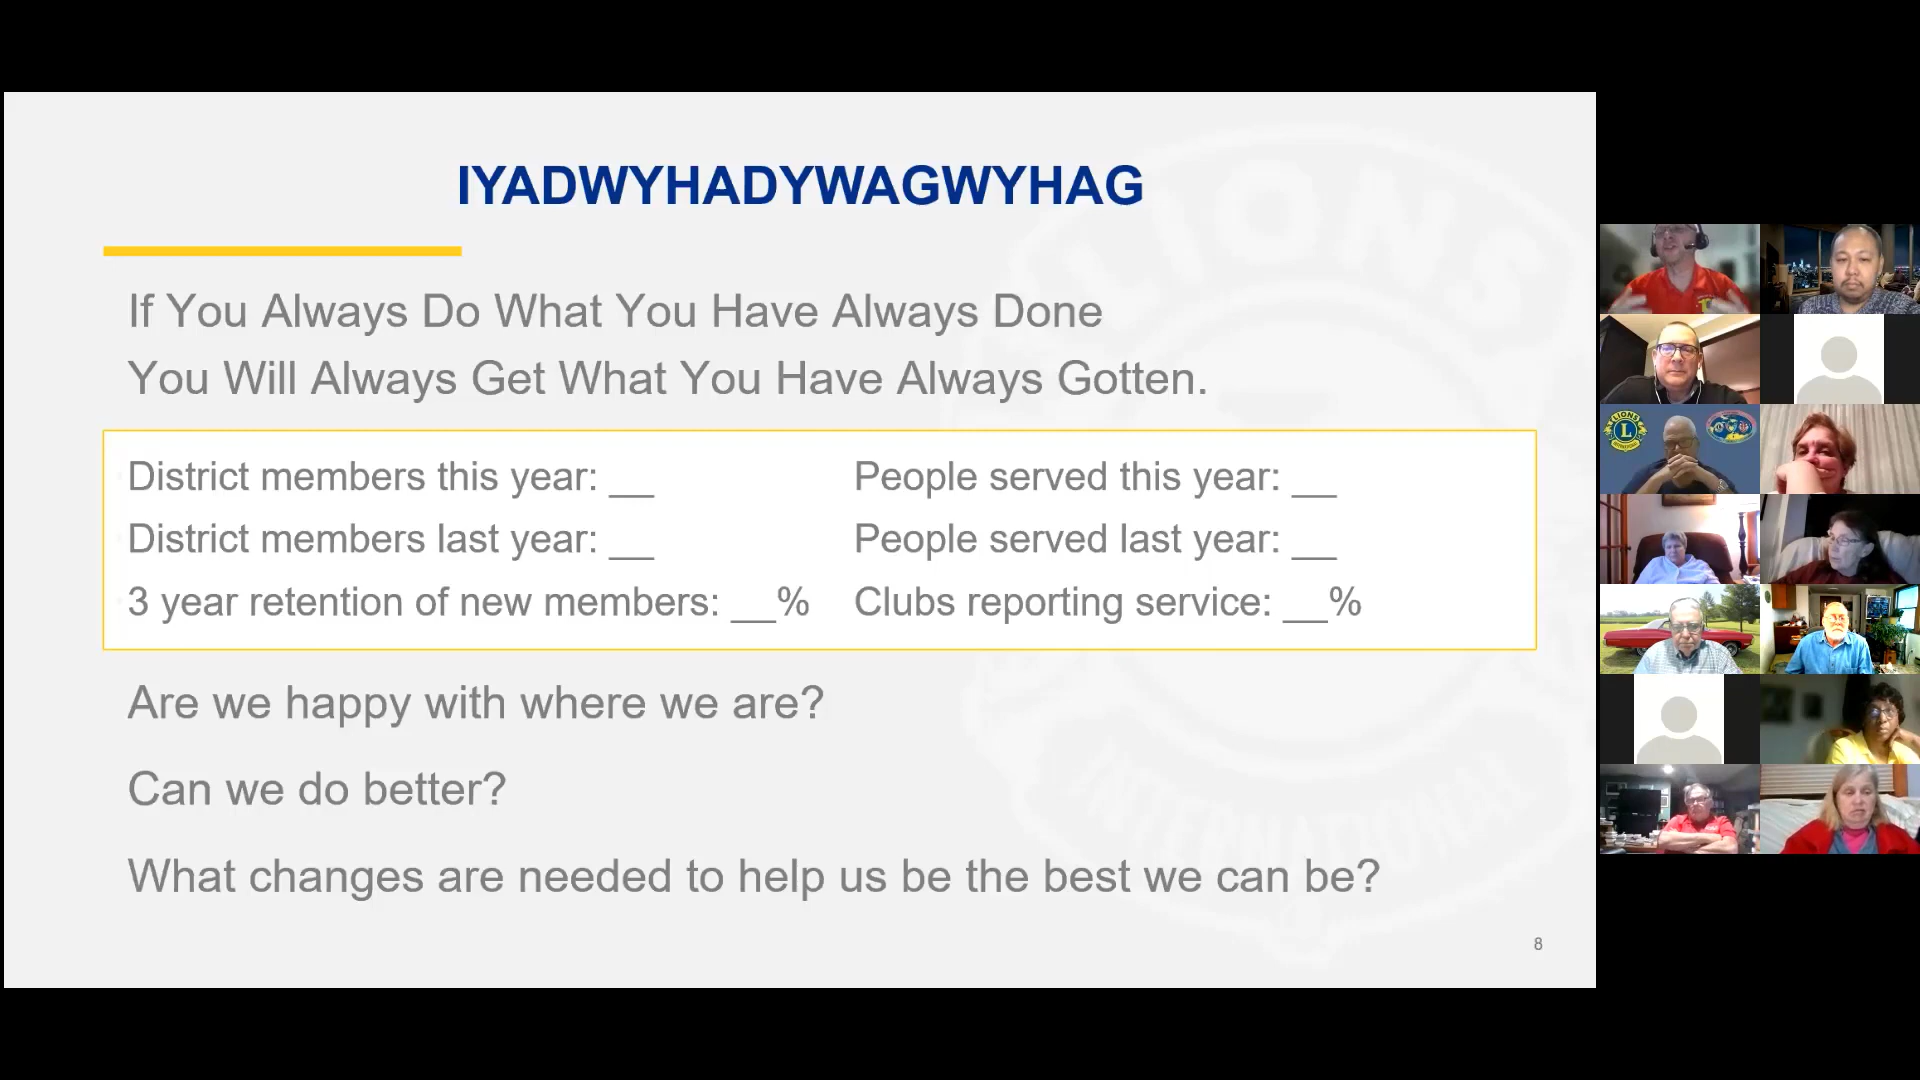 IYADWYHADYWAGWYHAG
If You Always Do What You Have Always Done
You Will Always Get What You Have Always Gotten.
District members this year: __
People served this year: __
District members last year: __
People served last year: __
3 year retention of new members: __%
Clubs reporting service: __%
Are we happy with where we are?
Can we do better?
What changes are needed to help us be the best we can be?
8
LIONS
INTERNATIONAL
LIONS
L